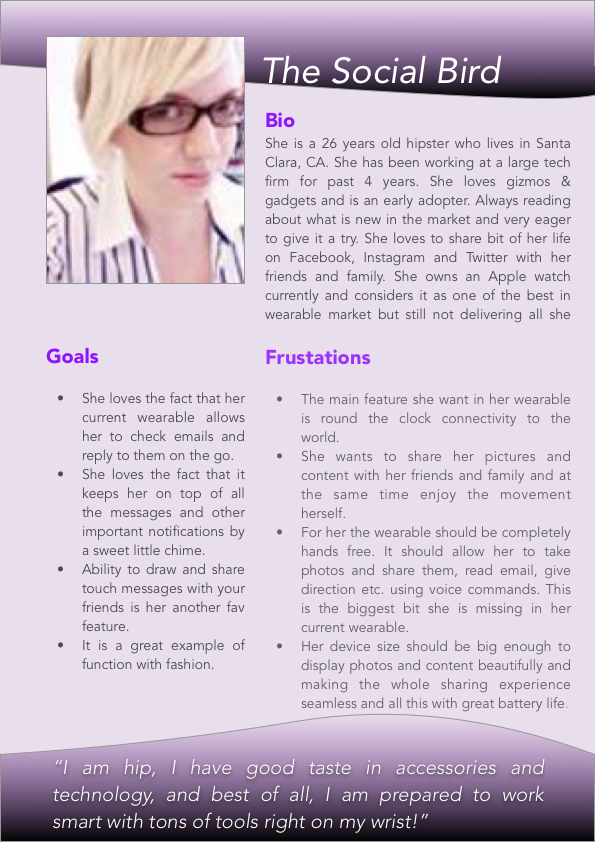 The Social Bird
Bio
She is a 26 years old hipster who lives in Santa
Clara, CA. She has been working at a large tech
firm for past 4 years. She loves gizmos &
gadgets and is an early adopter. Always reading
about what is new in the market and very eager
to give it a try. She loves to share bit of her life
on Facebook, Instagram and Twitter with her
friends and family. She owns an Apple watch
currently and considers it as one of the best in
wearable market but still not delivering all she
Goals
• She loves the fact that her
current wearable allows
her to check emails and
reply to them on the go.
• She loves the fact that it
keeps her on top of all
the messages and other
important notifications by
a sweet little chime.
• Ability to draw and share
touch messages with your
friends is her another fav
feature.
• It is a great example of
function with fashion.
Frustations
• The main feature she want in her wearable
is round the clock connectivity to the
world.
• She wants to share her pictures and
content with her friends and family and at
the same time enjoy the movement
herself.
• For her the wearable should be completely
hands free. It should allow her to take
photos and share them, read email, give
direction etc. using voice commands. This
is the biggest bit she is missing in her
current wearable.
• Her device size should be big enough to
display photos and content beautifully and
making the whole sharing experience
seamless and all this with great battery life.
“I am hip, I have good taste in accessories and
technology, and best of all, I am prepared to work
smart with tons of tools right on my wrist!”